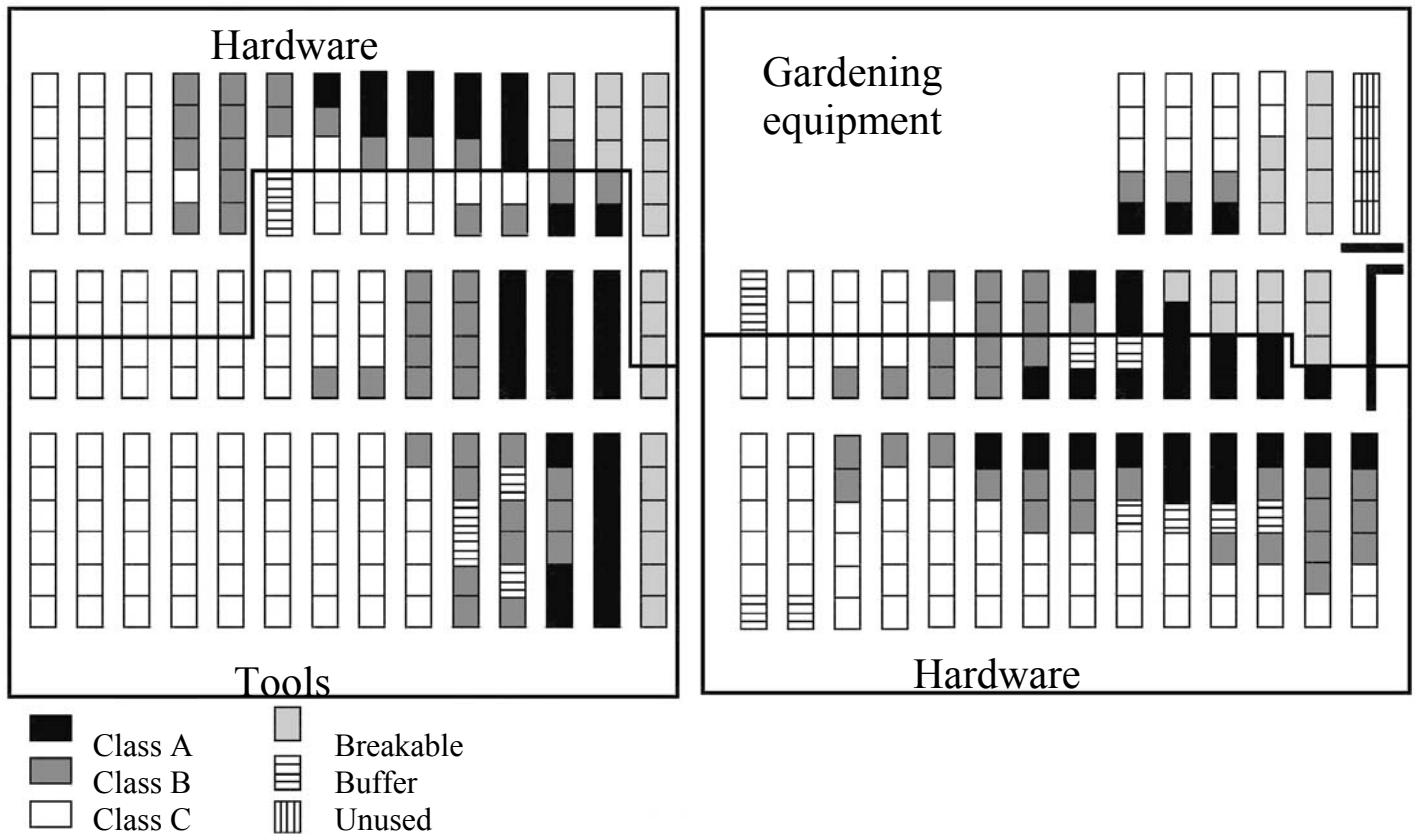 Hardware
Gardening
equipment
Tools
Hardware
Class A
Class B
Class C
Breakable
Buffer
Unused